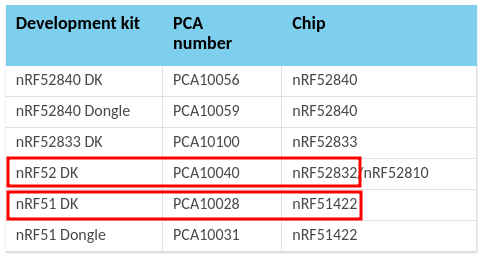 Development kit PCA number Chip
nRF52840 DK PCA10056 nRF52840
nRF52840 Dongle PCA10059 nRF52840
nRF52833 DK PCA10100 nRF52833
nRF52 DK PCA10040 nRF52832/nRF52810
nRF51 DK PCA10028 nRF51422
nRF51 Dongle PCA10031 nRF51422